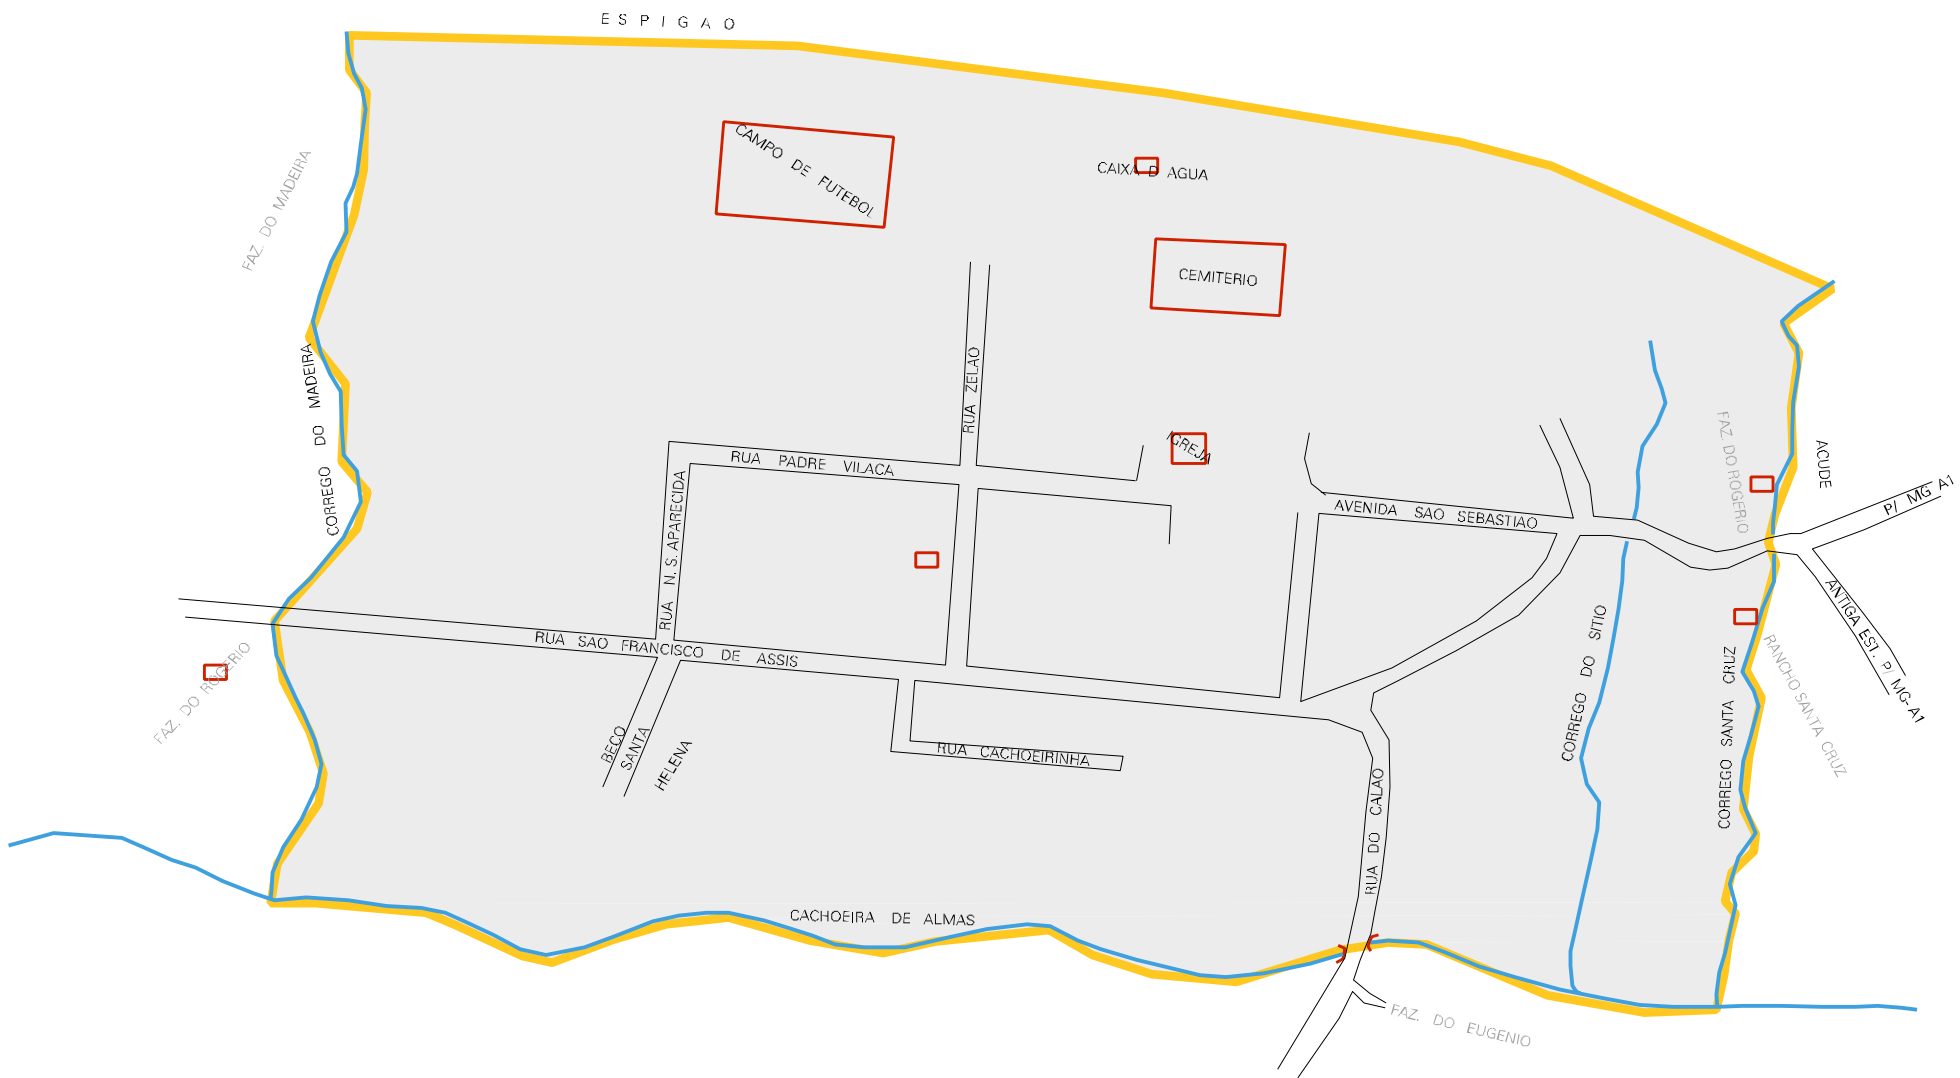 ESPIGAO
CAMPO DE FUTEBOL
CAIXA D AGUA
FAZ. DO MADEIRA
CEMITERIO
CORREGO DO MADEIRA
RUA ZELAO
IGREJA
RUA PADRE VILACA
RUA N. S. APARECIDA
AVENIDA SAO SEBASTIAO
FAZ. DO ROGERIO
ACUDE
P/ MG A1
ANTIGA EST. P/ MG-A1
RUA SAO FRANCISCO DE ASSIS
FAZ. DO ROGERIO
CORREGO DO SITIO
CORREGO SANTA CRUZ
RANCHO SANTA CRUZ
BECO
SANTA
HELENA
RUA CACHOEIRINHA
RUA DO CALAO
CACHOEIRA DE ALMAS
FAZ. DO EUGENIO